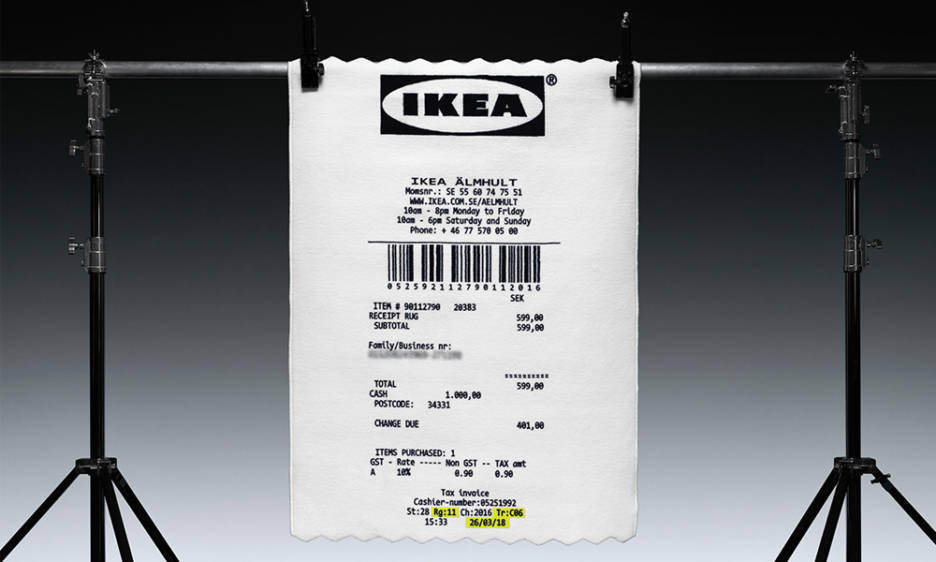 IKEA®
IKEA ÄLMHULT
Momsnr.: SE 55 60 74 75 51
WWW.IKEA.COM.SE/AELMHULT
10am - 8pm Monday to Friday
10am - 6pm Saturday and Sunday
Phone: + 46 77 570 05 00
052592112790112016
SEK
ITEM # 90112790 20383
RECEIPT RUG 599,00
SUBTOTAL 599,00
Family/Business nr:
TOTAL 599,00
CASH 1.000,00
POSTCODE: 34331
CHANGE DUE 401,00
ITEMS PURCHASED: 1
GST - Rate ----- Non GST -- TAX amt
A 10% 0.90 0.90
Tax invoice
Cashier-number:05251992
St:28 Rg:11 Ch:2016 Tr:C06
15:33 26/03/18